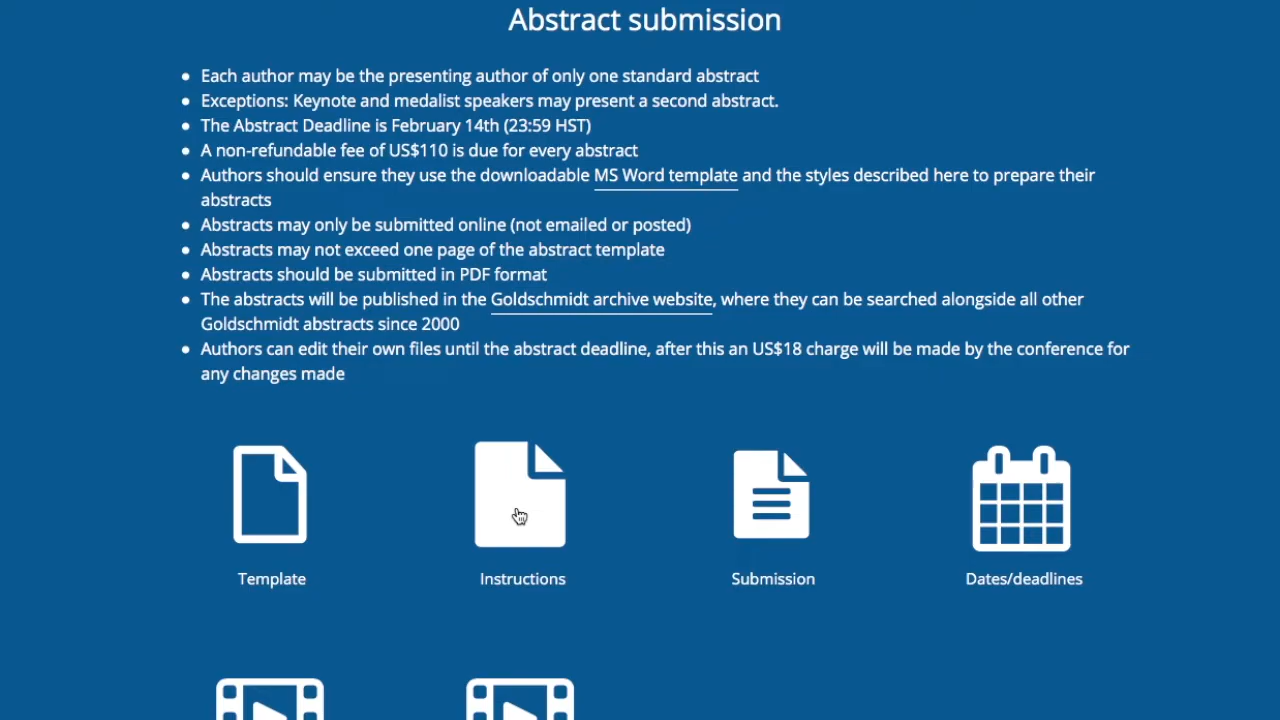 Abstract submission
Each author may be the presenting author of only one standard abstract
Exceptions: Keynote and medalist speakers may present a second abstract.
The Abstract Deadline is February 14th (23:59 HST)
A non-refundable fee of US$110 is due for every abstract
Authors should ensure they use the downloadable MS Word template and the styles described here to prepare their
abstracts
Abstracts may only be submitted online (not emailed or posted)
Abstracts may not exceed one page of the abstract template
Abstracts should be submitted in PDF format
The abstracts will be published in the Goldschmidt archive website, where they can be searched alongside all other
Goldschmidt abstracts since 2000
Authors can edit their own files until the abstract deadline, after this an US$18 charge will be made by the conference for
any changes made
Template
Instructions
Submission
Dates/deadlines